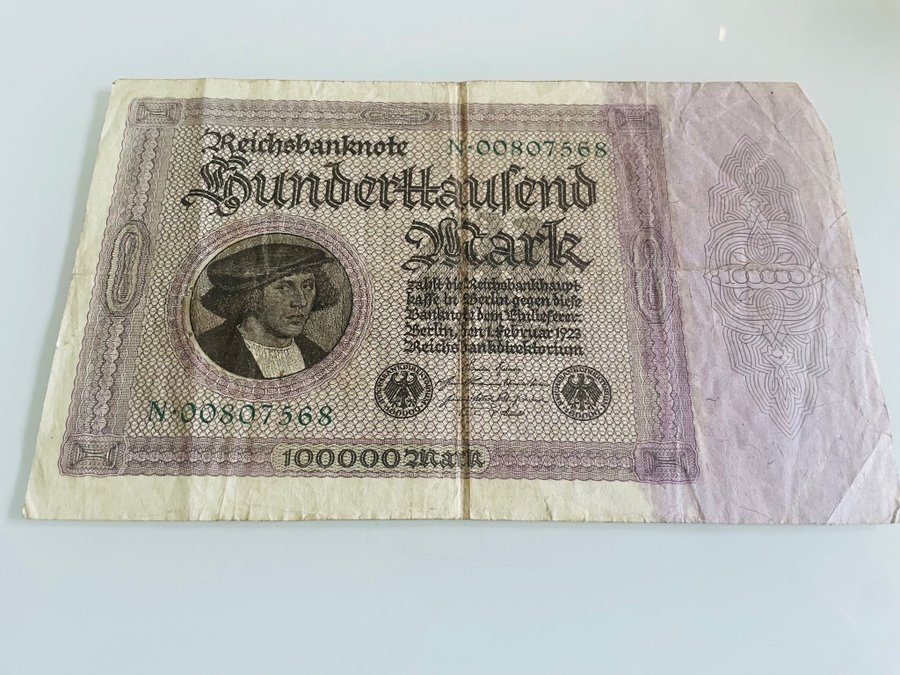 Reichsbanknote N·00807568
Hunderttausend
Mark
zahlt die Reichsbankhaupt-
kasse in Berlin gegen diese
Banknote dem Einlieferer.
Berlin, den 1. Februar 1923
Reichsbankdirektorium
N·00807568
100000 Mark